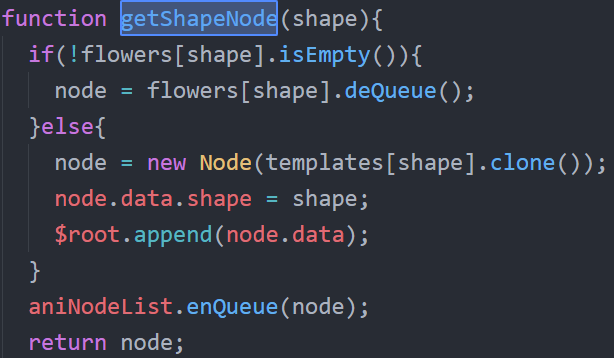 function getShapeNode(shape){
if(!flowers[shape].isEmpty()){
node = flowers[shape].deQueue();
}else{
node = new Node(templates[shape].clone());
node.data.shape = shape;
$root.append(node.data);
}
aniNodeList.enQueue(node);
return node;